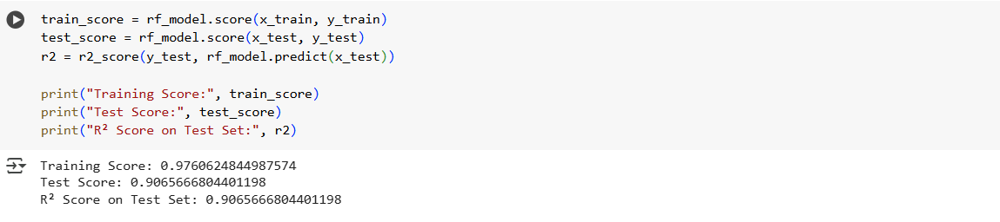 train_score = rf_model.score(x_train, y_train)
test_score = rf_model.score(x_test, y_test)
r2 = r2_score(y_test, rf_model.predict(x_test))
print("Training Score:", train_score)
print("Test Score:", test_score)
print("R² Score on Test Set:", r2)
Training Score: 0.9760624844987574
Test Score: 0.9065666804401198
R² Score on Test Set: 0.9065666804401198